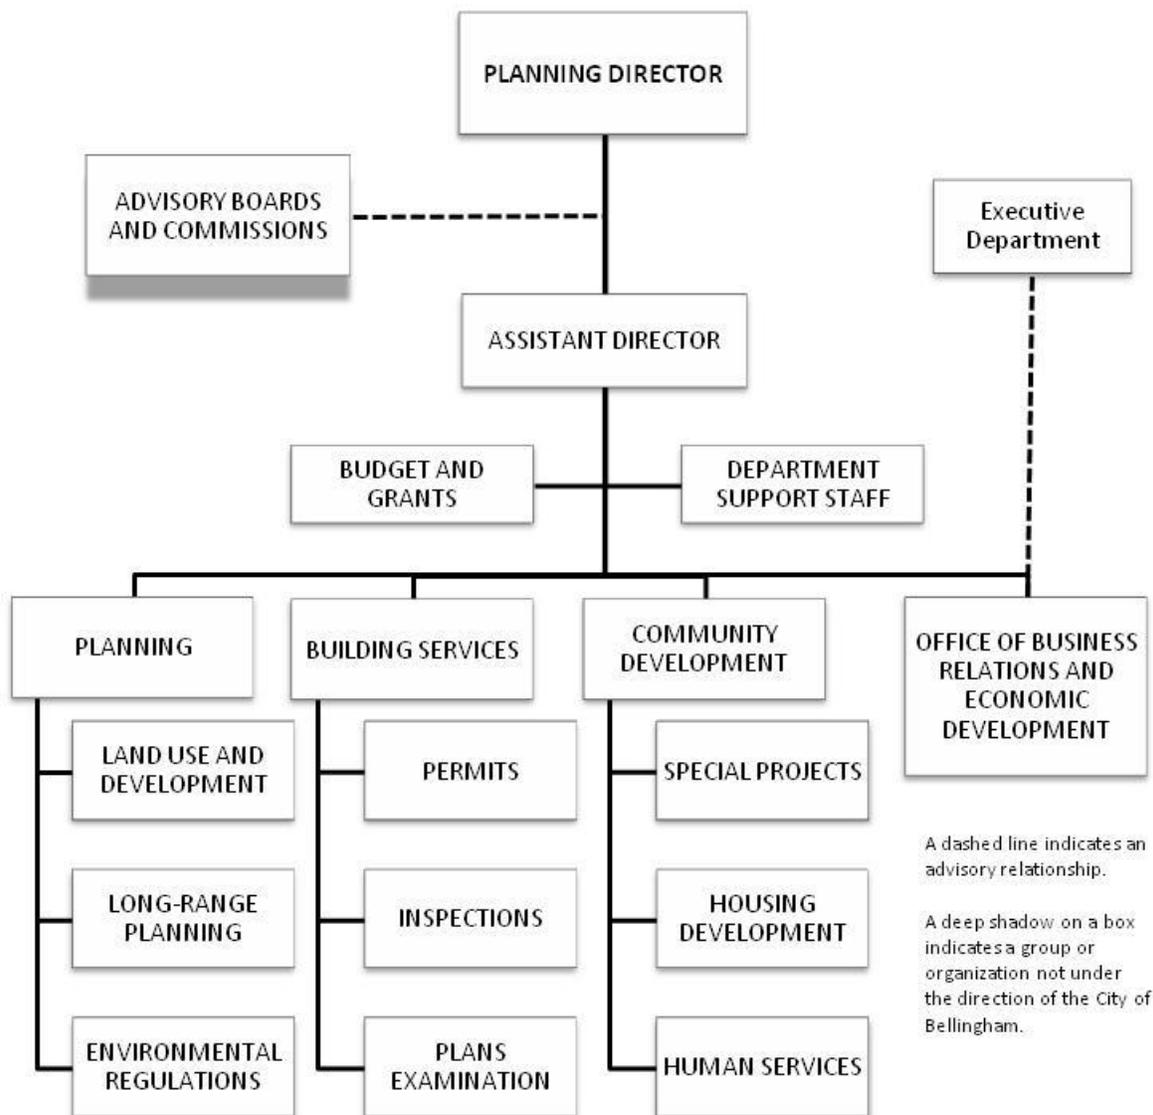 PLANNING DIRECTOR
ADVISORY BOARDS
AND COMMISSIONS
Executive
Department
ASSISTANT DIRECTOR
BUDGET AND
GRANTS
DEPARTMENT
SUPPORT STAFF
PLANNING
BUILDING SERVICES
COMMUNITY
DEVELOPMENT
OFFICE OF BUSINESS
RELATIONS AND
ECONOMIC
DEVELOPMENT
LAND USE AND
DEVELOPMENT
PERMITS
SPECIAL PROJECTS
LONG-RANGE
PLANNING
INSPECTIONS
HOUSING
DEVELOPMENT
ENVIRONMENTAL
REGULATIONS
PLANS
EXAMINATION
HUMAN SERVICES
A dashed line indicates an
advisory relationship.
A deep shadow on a box
indicates a group or
organization not under
the direction of the City of
Bellingham.